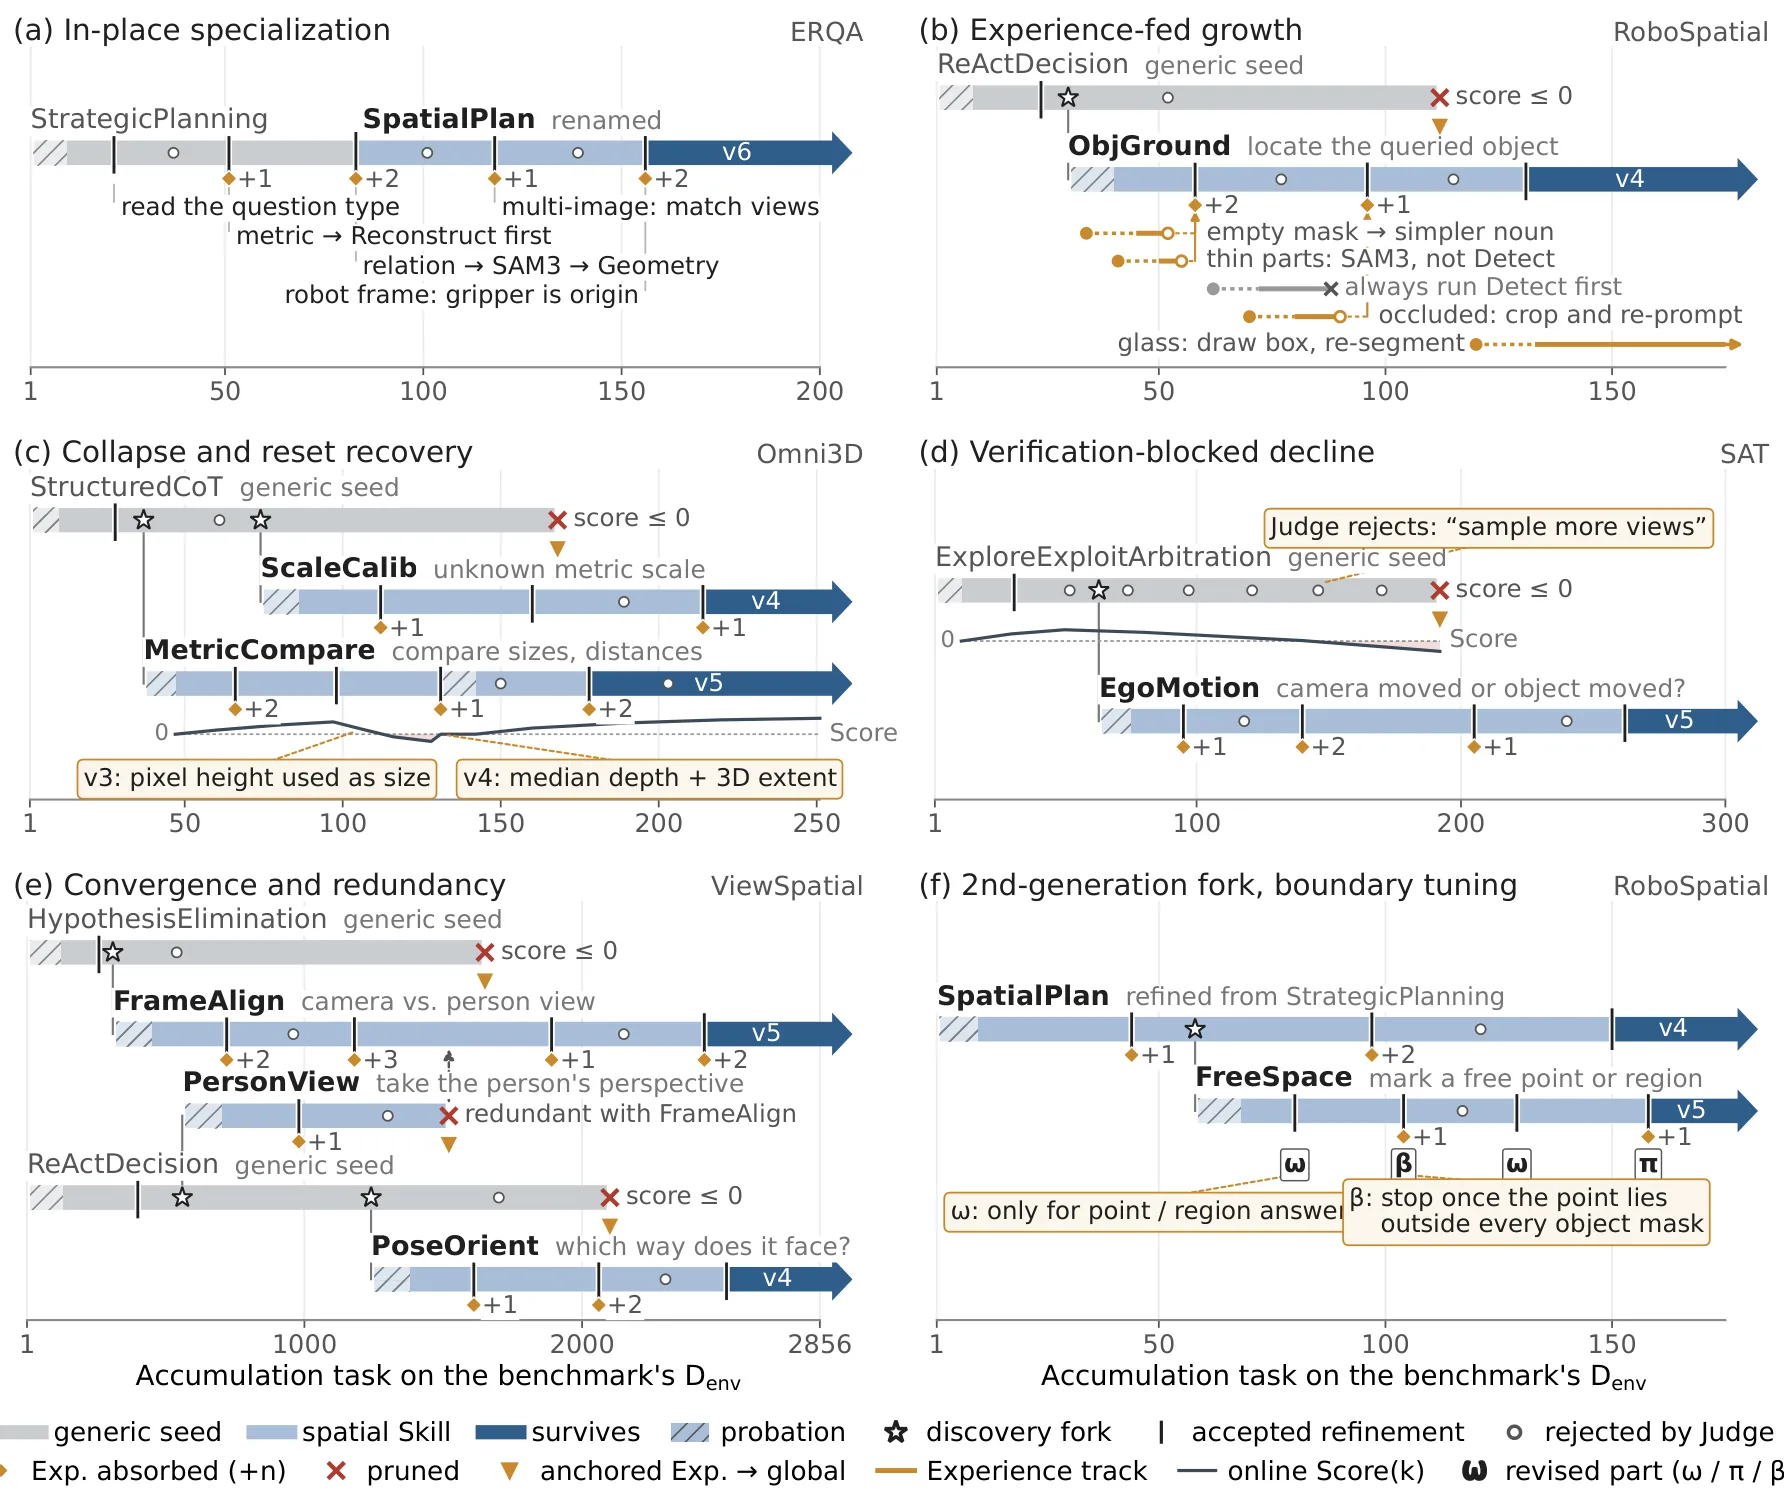 (a) In-place specialization
ERQA
StrategicPlanning
SpatialPlan renamed
v6
+1
+2
+1
+2
read the question type
multi-image: match views
metric → Reconstruct first
relation → SAM3 → Geometry
robot frame: gripper is origin
1 50 100 150 200
(b) Experience-fed growth
RoboSpatial
ReActDecision generic seed
score ≤ 0
ObjGround locate the queried object
v4
+2
+1
empty mask → simpler noun
thin parts: SAM3, not Detect
always run Detect first
occluded: crop and re-prompt
glass: draw box, re-segment
1 50 100 150
(c) Collapse and reset recovery
Omni3D
StructuredCoT generic seed
score ≤ 0
ScaleCalib unknown metric scale
v4
+1
+1
MetricCompare compare sizes, distances
v5
+2
+1
+2
0
Score
v3: pixel height used as size
v4: median depth + 3D extent
1 50 100 150 200 250
(d) Verification-blocked decline
SAT
Judge rejects: “sample more views”
ExploreExploitArbitration generic seed
score ≤ 0
0
Score
EgoMotion camera moved or object moved?
v5
+1
+2
+1
1 100 200 300
(e) Convergence and redundancy
ViewSpatial
HypothesisElimination generic seed
score ≤ 0
FrameAlign camera vs. person view
v5
+2
+3
+1
+2
PersonView take the person's perspective
redundant with FrameAlign
+1
ReActDecision generic seed
score ≤ 0
PoseOrient which way does it face?
v4
+1
+2
1 1000 2000 2856
Accumulation task on the benchmark's Denv
(f) 2nd-generation fork, boundary tuning
RoboSpatial
SpatialPlan refined from StrategicPlanning
v4
+1
+2
FreeSpace mark a free point or region
v5
+1
+1
ω β ω π
ω: only for point / region answer
β: stop once the point lies
outside every object mask
1 50 100 150
Accumulation task on the benchmark's Denv
generic seed spatial Skill survives probation discovery fork accepted refinement rejected by Judge
Exp. absorbed (+n) pruned anchored Exp. → global Experience track online Score(k) ω revised part (ω / π / β